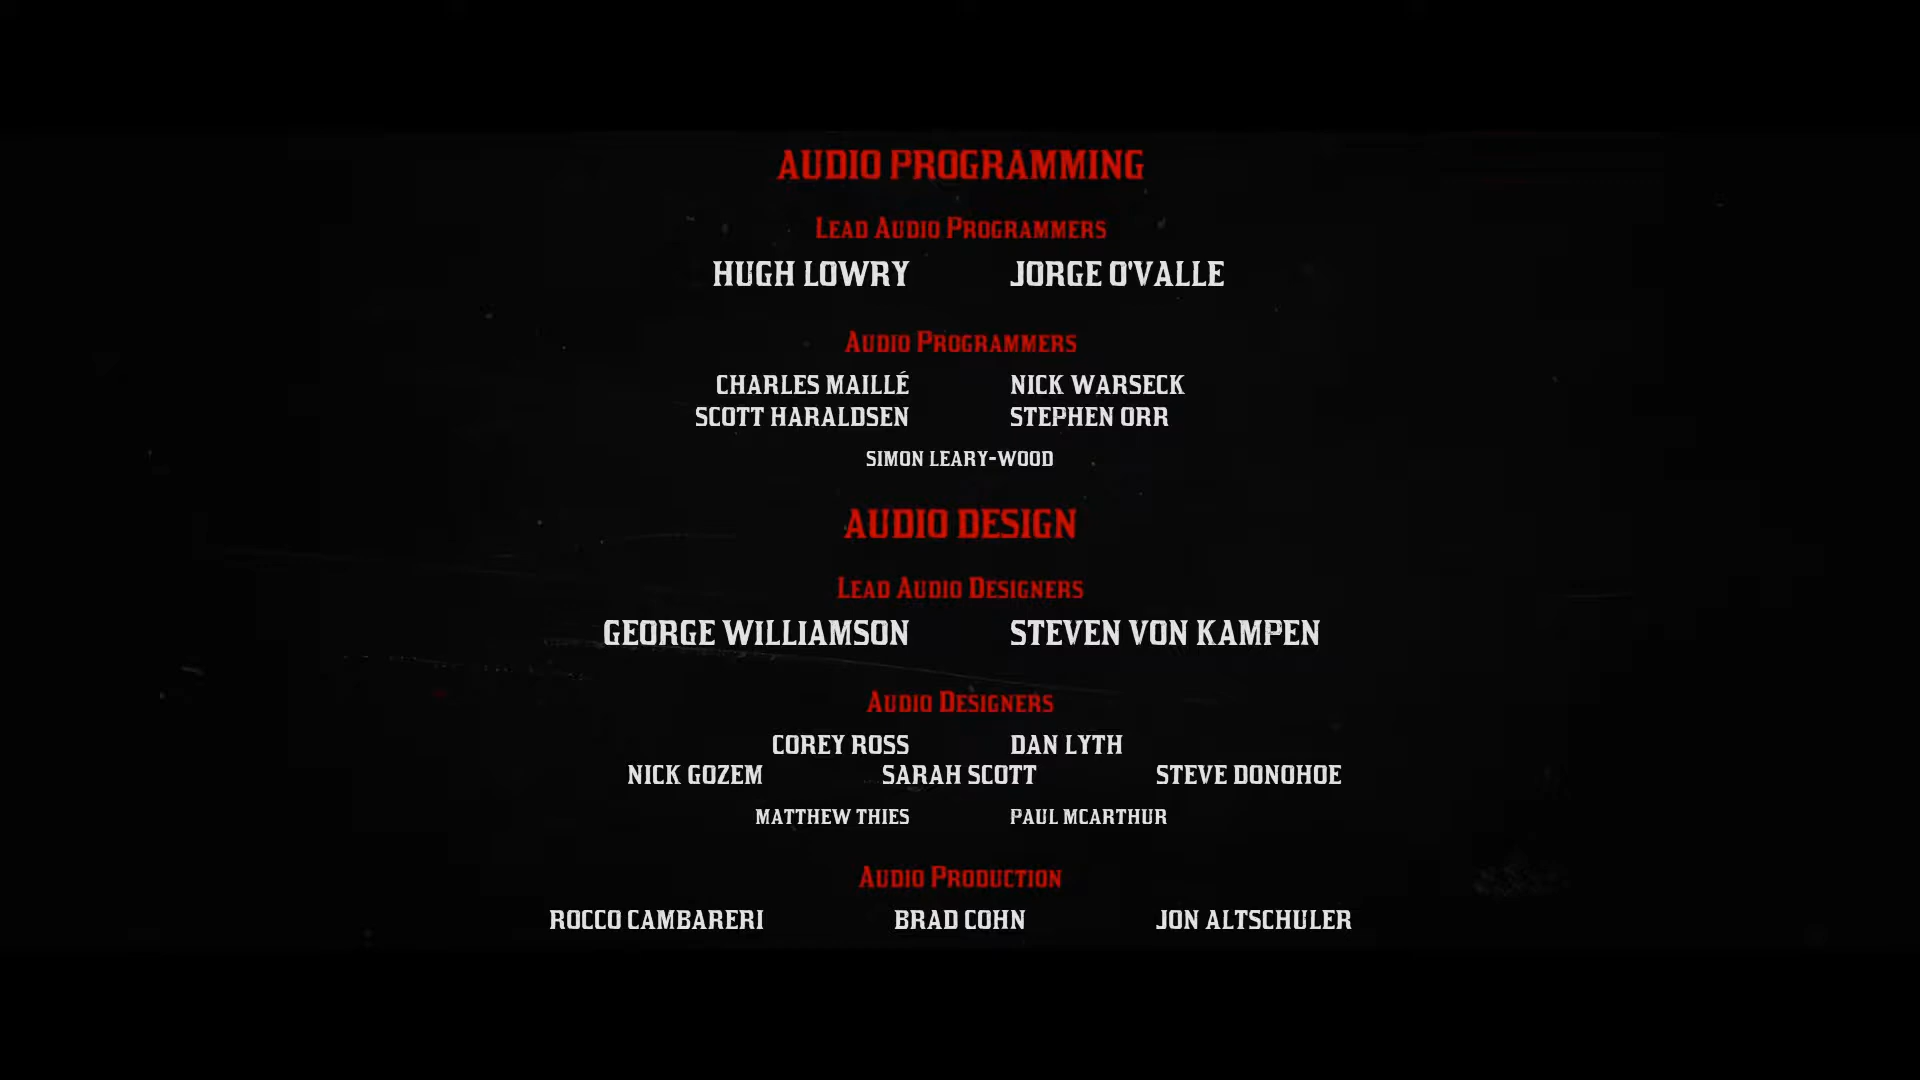 AUDIO PROGRAMMING
LEAD AUDIO PROGRAMMERS
HUGH LOWRY JORGE O'VALLE
AUDIO PROGRAMMERS
CHARLES MAILLÉ NICK WARSECK
SCOTT HARALDSEN STEPHEN ORR
SIMON LEARY-WOOD
AUDIO DESIGN
LEAD AUDIO DESIGNERS
GEORGE WILLIAMSON STEVEN VON KAMPEN
AUDIO DESIGNERS
COREY ROSS DAN LYTH
NICK GOZEM SARAH SCOTT STEVE DONOHOE
MATTHEW THIES PAUL MCARTHUR
AUDIO PRODUCTION
ROCCO CAMBARERI BRAD COHN JON ALTSCHULER